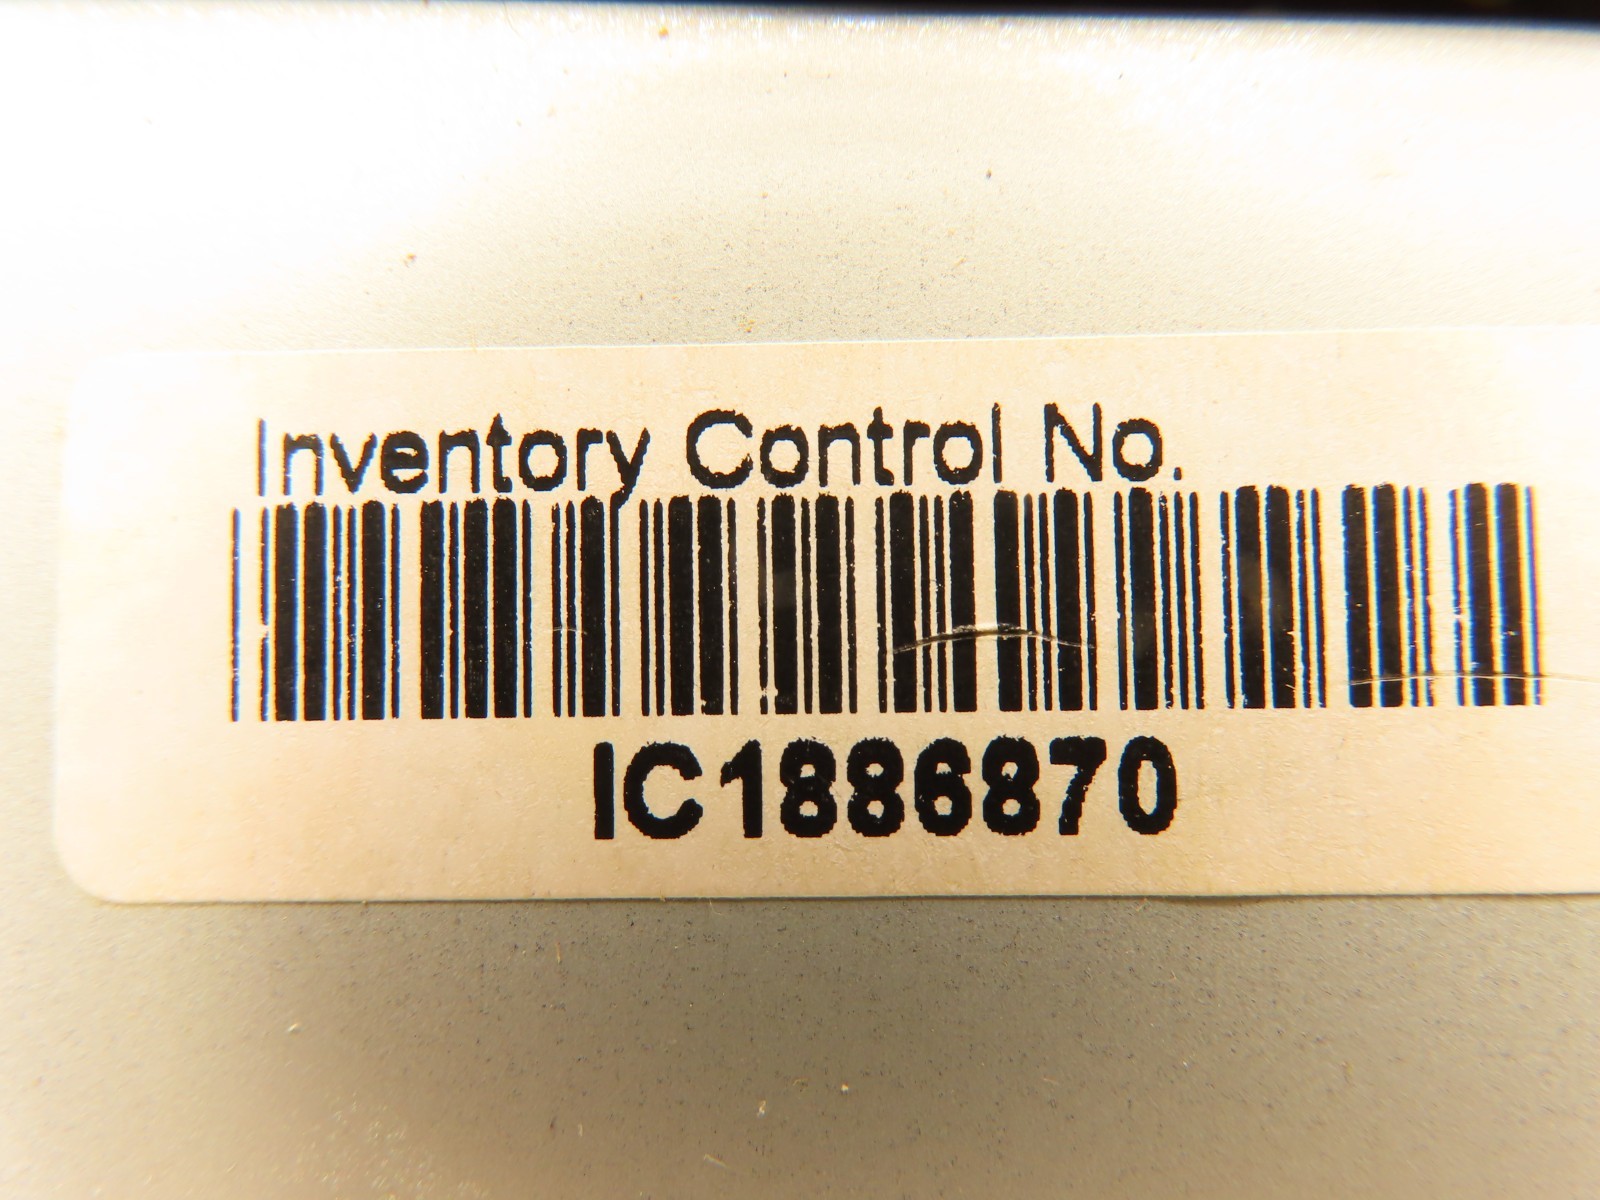 Inventory Control No.
IC1886870